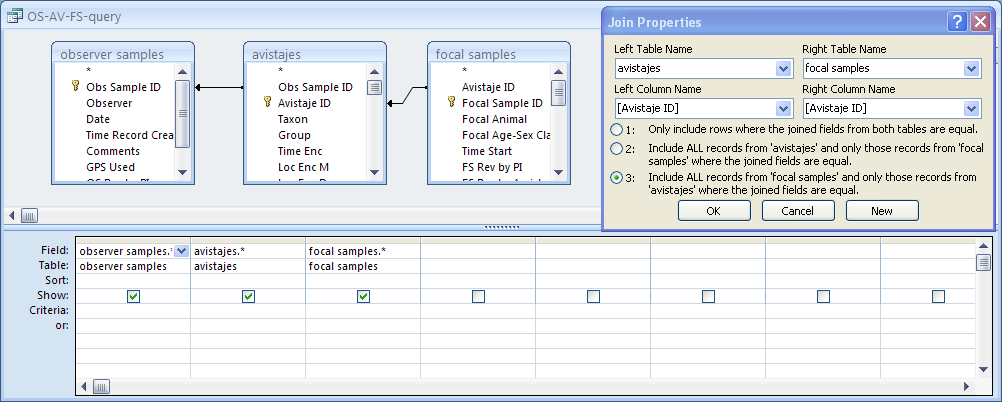 OS-AV-FS-query
observer samples
*
Obs Sample ID
Observer
Date
Time Record Crea
Comments
GPS Used
avistajes
*
Obs Sample ID
Avistaje ID
Taxon
Group
Time Enc
Loc Enc M
focal samples
*
Avistaje ID
Focal Sample ID
Focal Animal
Focal Age-Sex Cla
Time Start
FS Rev by PI
Join Properties
Left Table Name
Right Table Name
avistajes
focal samples
Left Column Name
Right Column Name
[Avistaje ID]
[Avistaje ID]
1: Only include rows where the joined fields from both tables are equal.
2: Include ALL records from 'avistajes' and only those records from 'focal
samples' where the joined fields are equal.
3: Include ALL records from 'focal samples' and only those records from
'avistajes' where the joined fields are equal.
OK Cancel New
Field: observer samples.* avistajes.* focal samples.*
Table: observer samples avistajes focal samples
Sort:
Show:
Criteria:
or: